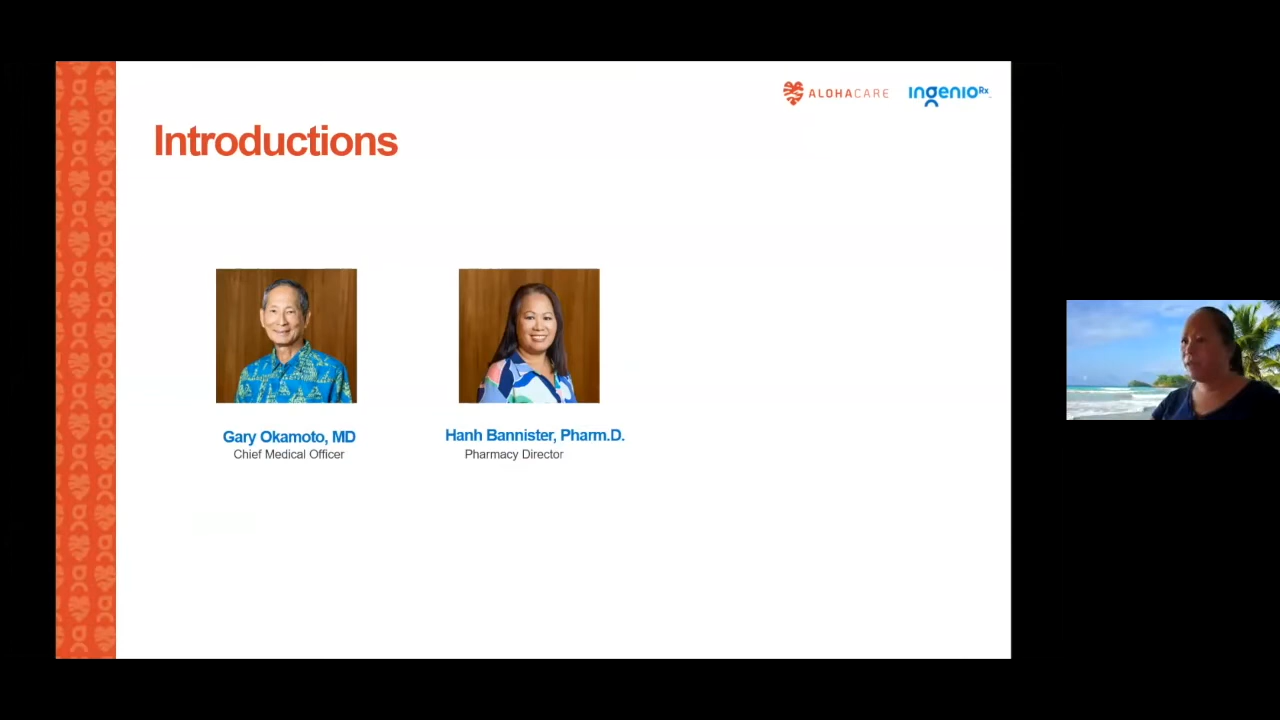 ALOHACARE
INGENIORx
Introductions
Gary Okamoto, MD
Chief Medical Officer
Hanh Bannister, Pharm.D.
Pharmacy Director